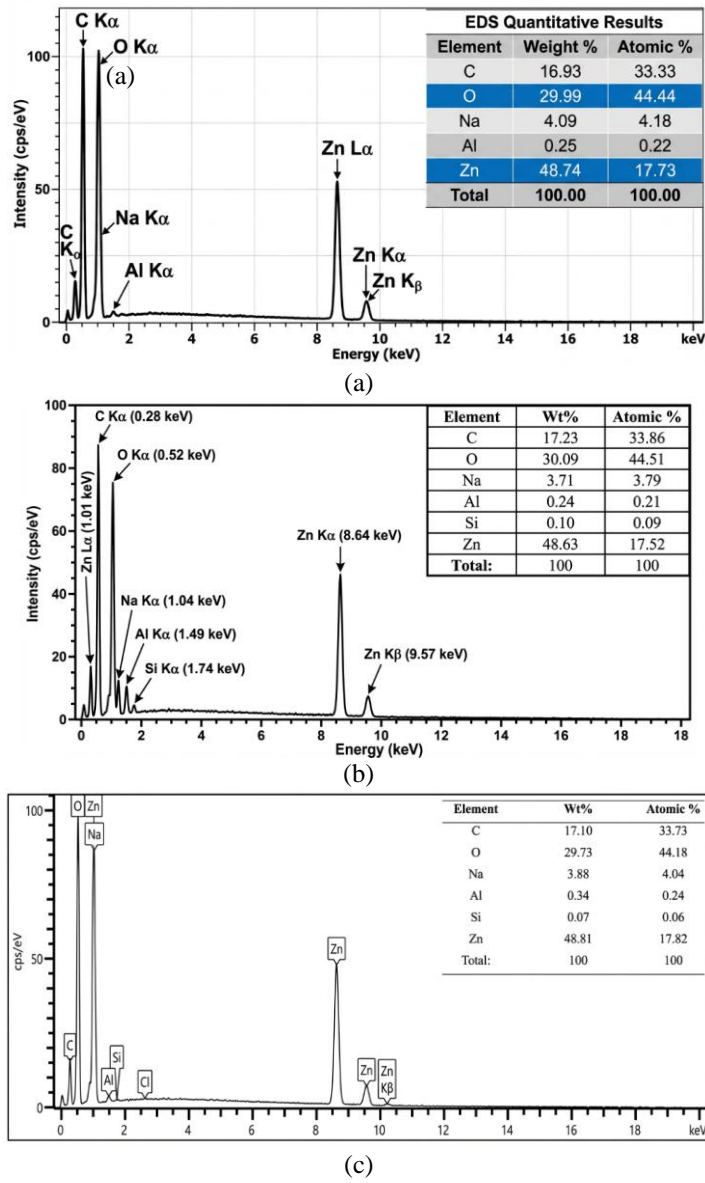 EDS Quantitative Results
Element Weight % Atomic %
C 16.93 33.33
O 29.99 44.44
Na 4.09 4.18
Al 0.25 0.22
Zn 48.74 17.73
Total 100.00 100.00
Intensity (cps/eV)
100
50
0
C Kα
O Kα
(a)
Na Kα
C
Kα
Al Kα
Zn Lα
Zn Kα
Zn Kβ
0 2 4 6 8 10 12 14 16 18 keV
Energy (keV)
(a)
Element Wt% Atomic %
C 17.23 33.86
O 30.09 44.51
Na 3.71 3.79
Al 0.24 0.21
Si 0.10 0.09
Zn 48.63 17.52
Total: 100 100
Intensity (cps/eV)
100
80
60
40
20
0
C Kα (0.28 keV)
O Kα (0.52 keV)
Zn Lα (1.01 keV)
Na Kα (1.04 keV)
Al Kα (1.49 keV)
Si Kα (1.74 keV)
Zn Kα (8.64 keV)
Zn Kβ (9.57 keV)
0 2 4 6 8 10 12 14 16 18
Energy (keV)
(b)
Element Wt% Atomic %
C 17.10 33.73
O 29.73 44.18
Na 3.88 4.04
Al 0.34 0.24
Si 0.07 0.06
Zn 48.81 17.82
Total: 100 100
cps/eV
100
50
0
O Zn
Na
C
Al
Si
Cl
Zn
Zn
Zn
Kβ
0 2 4 6 8 10 12 14 16 18 keV
(c)